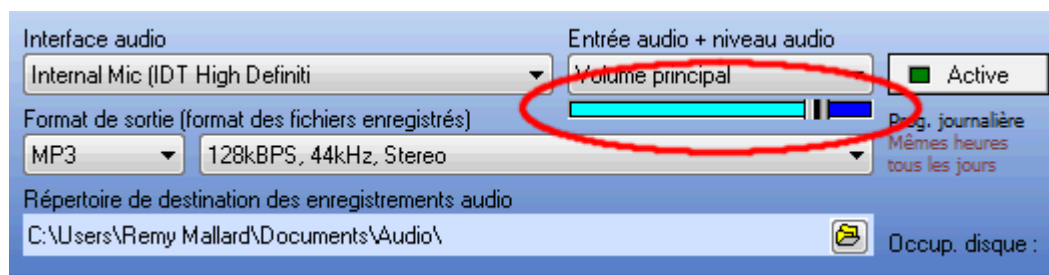 Interface audio
Entrée audio + niveau audio
Internal Mic (IDT High Definiti
Volume principal
Active
Format de sortie (format des fichiers enregistrés)
Prog. journalière
MP3
128kBPS, 44kHz, Stereo
Mêmes heures
tous les jours
Répertoire de destination des enregistrements audio
C:\Users\Remy Mallard\Documents\Audio\
Occup. disque :